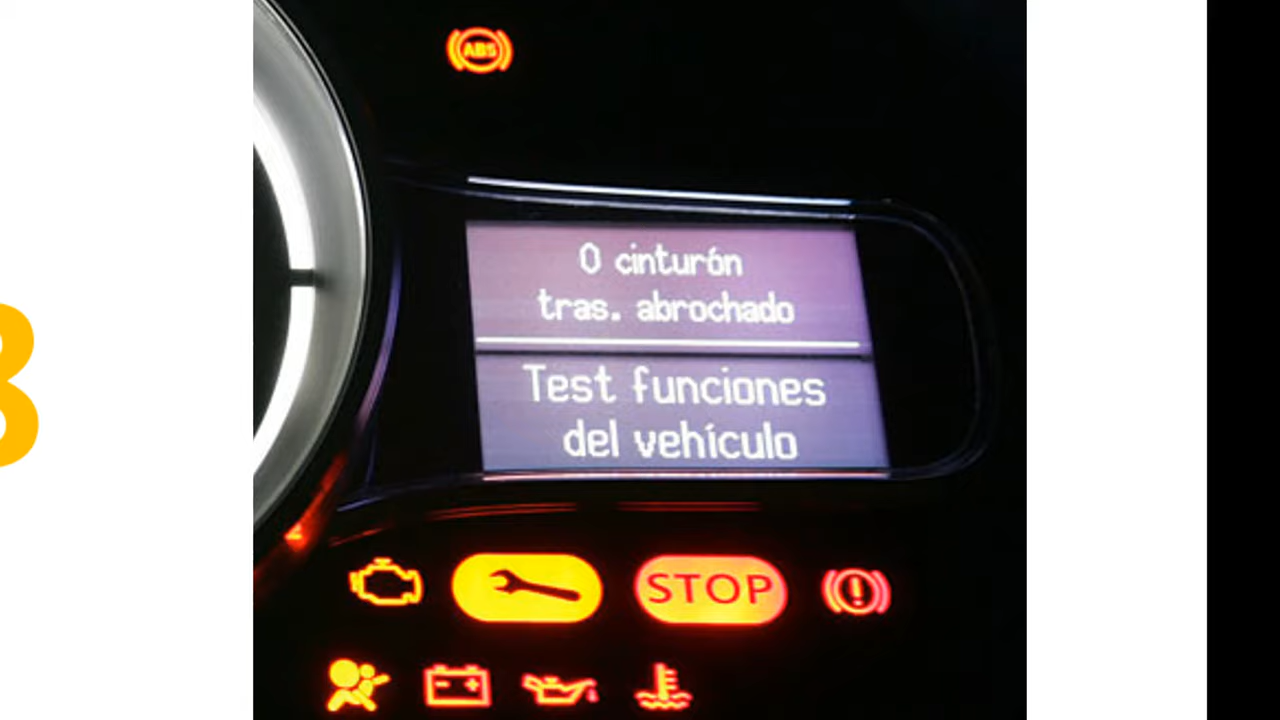 ABS
0 cinturón
tras. abrochado
Test funciones
del vehículo
STOP